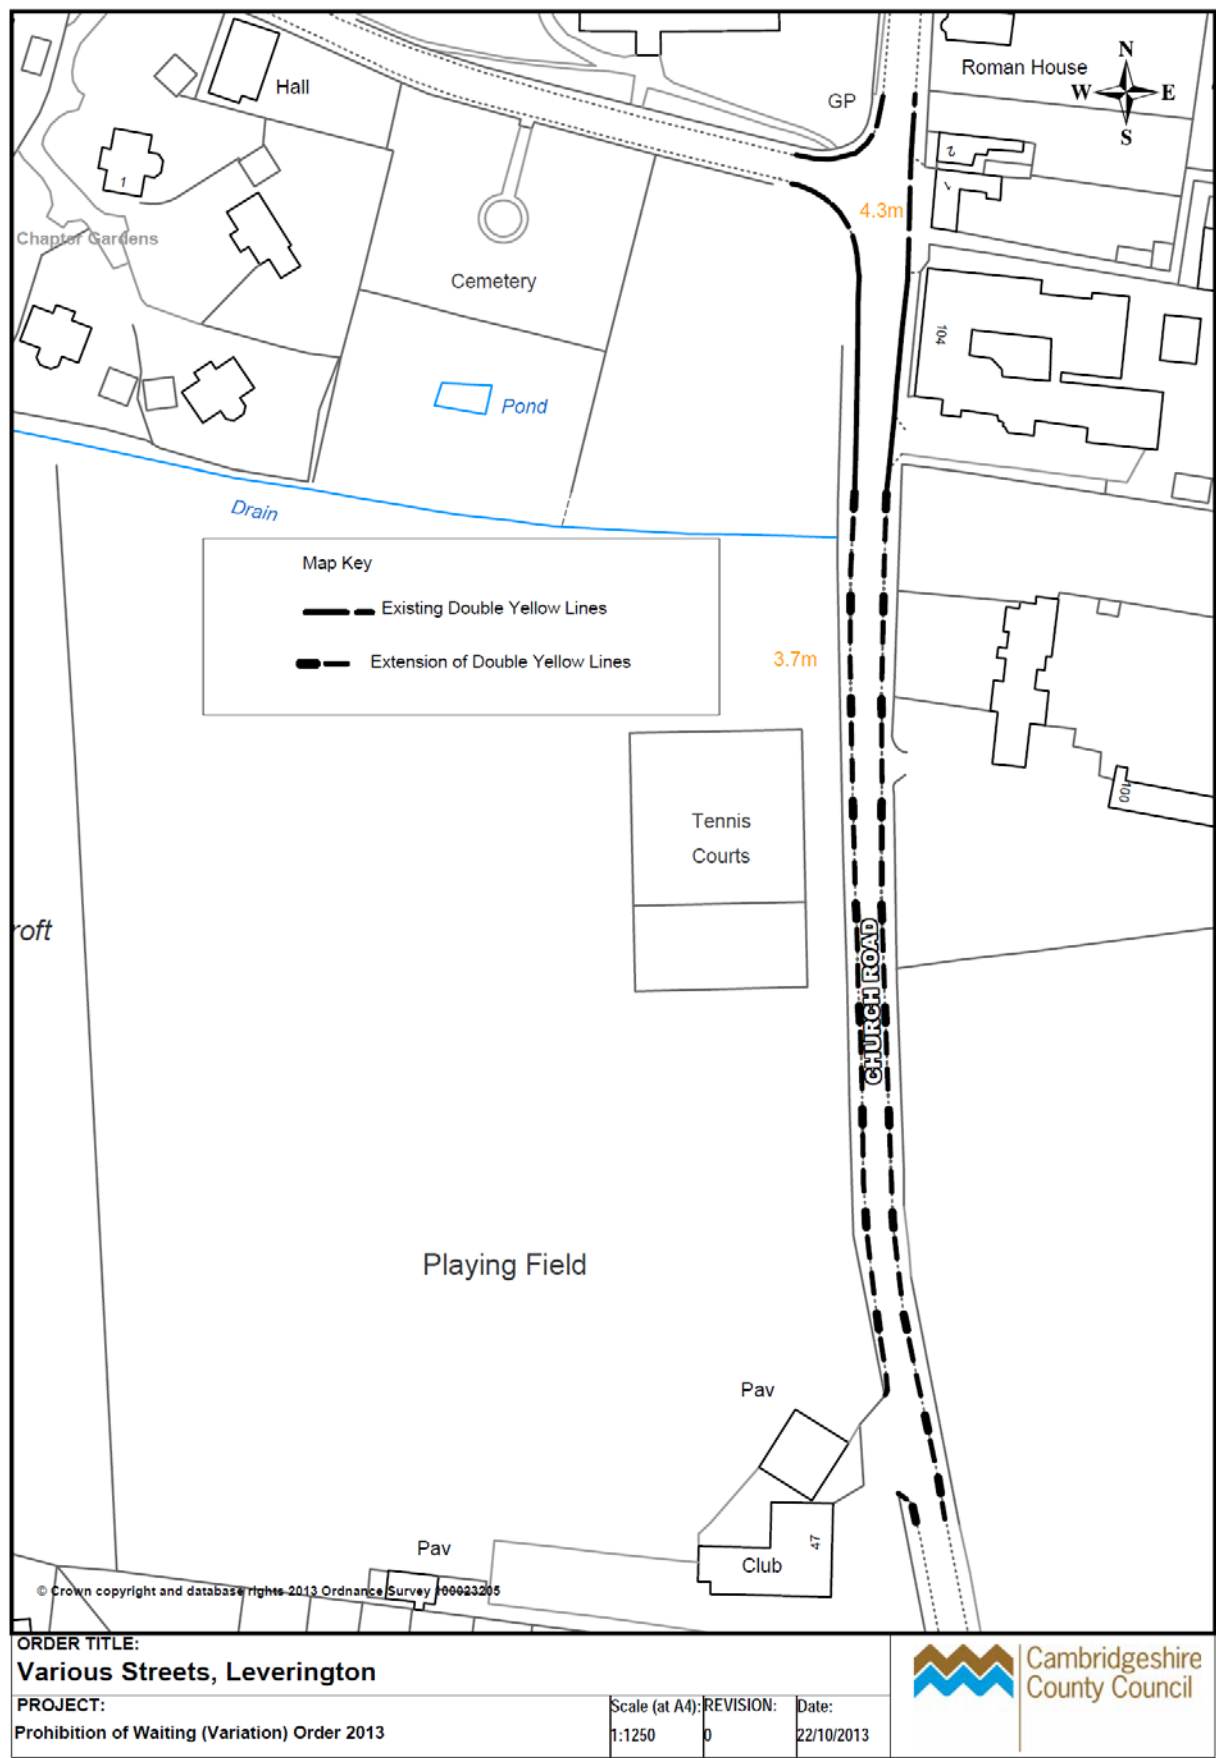 N
W E
S
Roman House
Hall
GP
2
1
1
4.3m
Chapter Gardens
Cemetery
104
Pond
Drain
Map Key
Existing Double Yellow Lines
Extension of Double Yellow Lines
3.7m
100
Tennis
Courts
roft
CHURCH ROAD
Playing Field
Pav
47
Pav
Club
© Crown copyright and database rights 2013 Ordnance Survey 100023205
ORDER TITLE:
Various Streets, Leverington
PROJECT:
Prohibition of Waiting (Variation) Order 2013
Scale (at A4):
1:1250
REVISION:
0
Date:
22/10/2013
Cambridgeshire
County Council